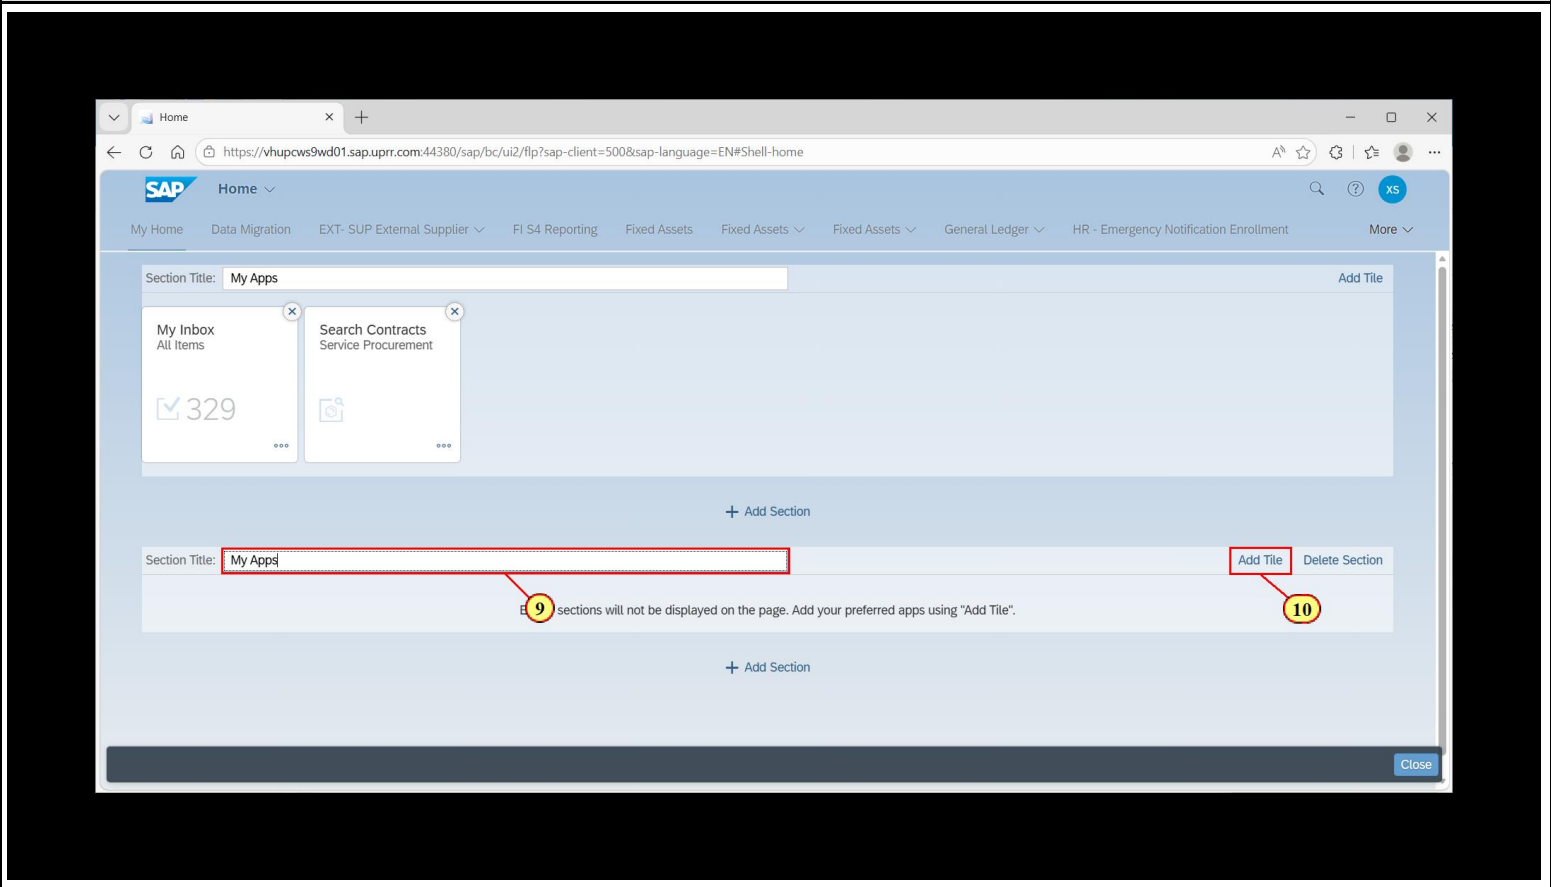 Home
https://vhupcws9wd01.sap.uprr.com:44380/sap/bc/ui2/flp?sap-client=500&sap-language=EN#Shell-home
SAP Home XS
My Home Data Migration EXT- SUP External Supplier FI S4 Reporting Fixed Assets Fixed Assets Fixed Assets General Ledger HR - Emergency Notification Enrollment More
Section Title: My Apps Add Tile
My Inbox
All Items
329
Search Contracts
Service Procurement
+ Add Section
Section Title: My Apps Add Tile Delete Section
9 sections will not be displayed on the page. Add your preferred apps using "Add Tile". 10
+ Add Section
Close